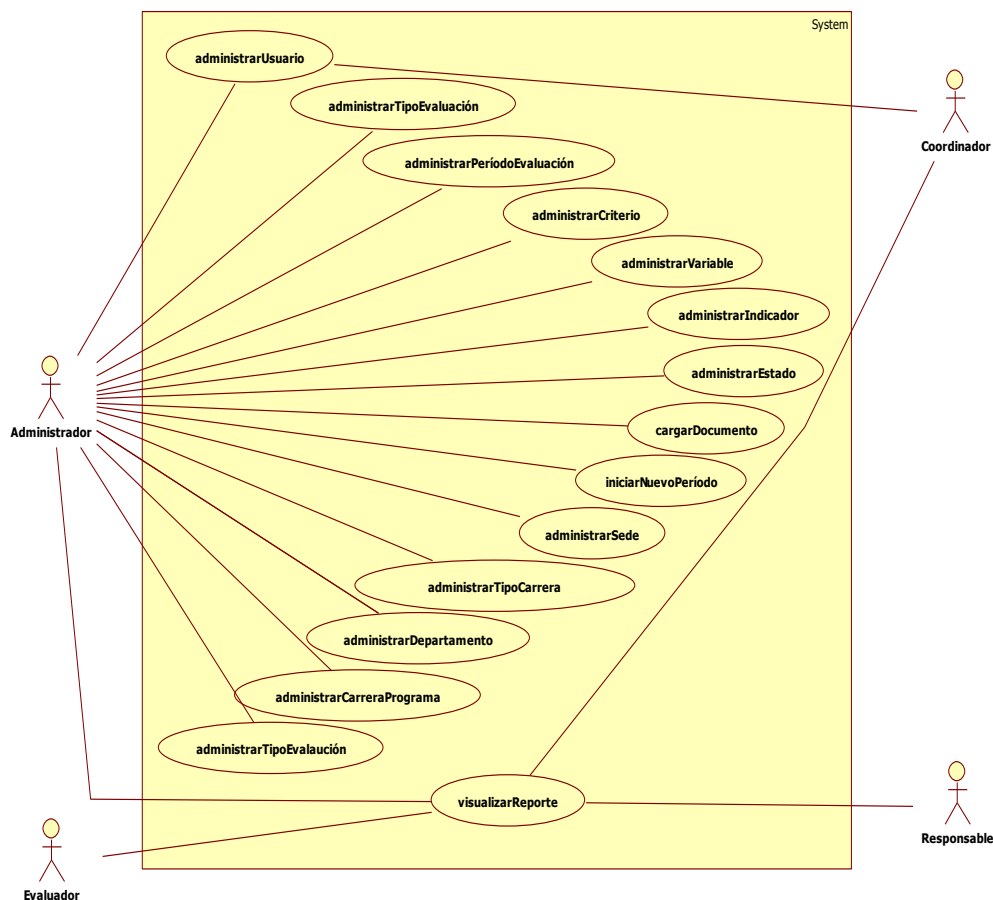 System
administrarUsuario
administrarTipoEvaluación
administrarPeríodoEvaluación
Coordinador
administrarCriterio
administrarVariable
administrarIndicador
administrarEstado
Administrador
cargarDocumento
iniciarNuevoPeríodo
administrarSede
administrarTipoCarrera
administrarDepartamento
administrarCarreraPrograma
administrarTipoEvalaución
visualizarReporte
Responsable
Evaluador